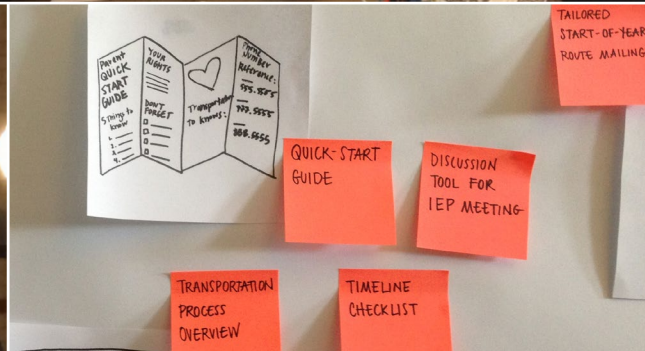 Parent
QUICK
START
GUIDE
5 things to
know
1.
2.
3.
4.
YOUR
RIGHTS
DON'T
FORGET
Transportation
To Knows:
Phone
Number
Reference:
555.5555
777.5555
888.5555
QUICK-START
GUIDE
DISCUSSION
TOOL FOR
IEP MEETING
TAILORED
START-OF-YEAR
ROUTE MAILING
TRANSPORTATION
PROCESS
OVERVIEW
TIMELINE
CHECKLIST